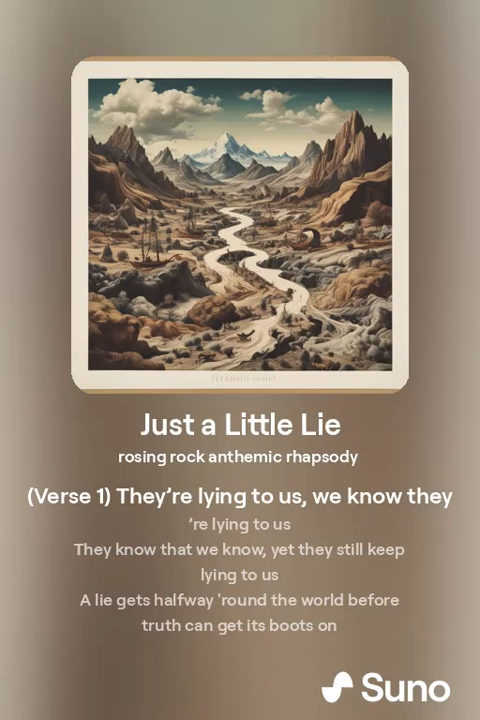 Just a Little Lie
rosing rock anthemic rhapsody
(Verse 1) They’re lying to us, we know they
’re lying to us
They know that we know, yet they still keep
lying to us
A lie gets halfway 'round the world before
truth can get its boots on
Suno